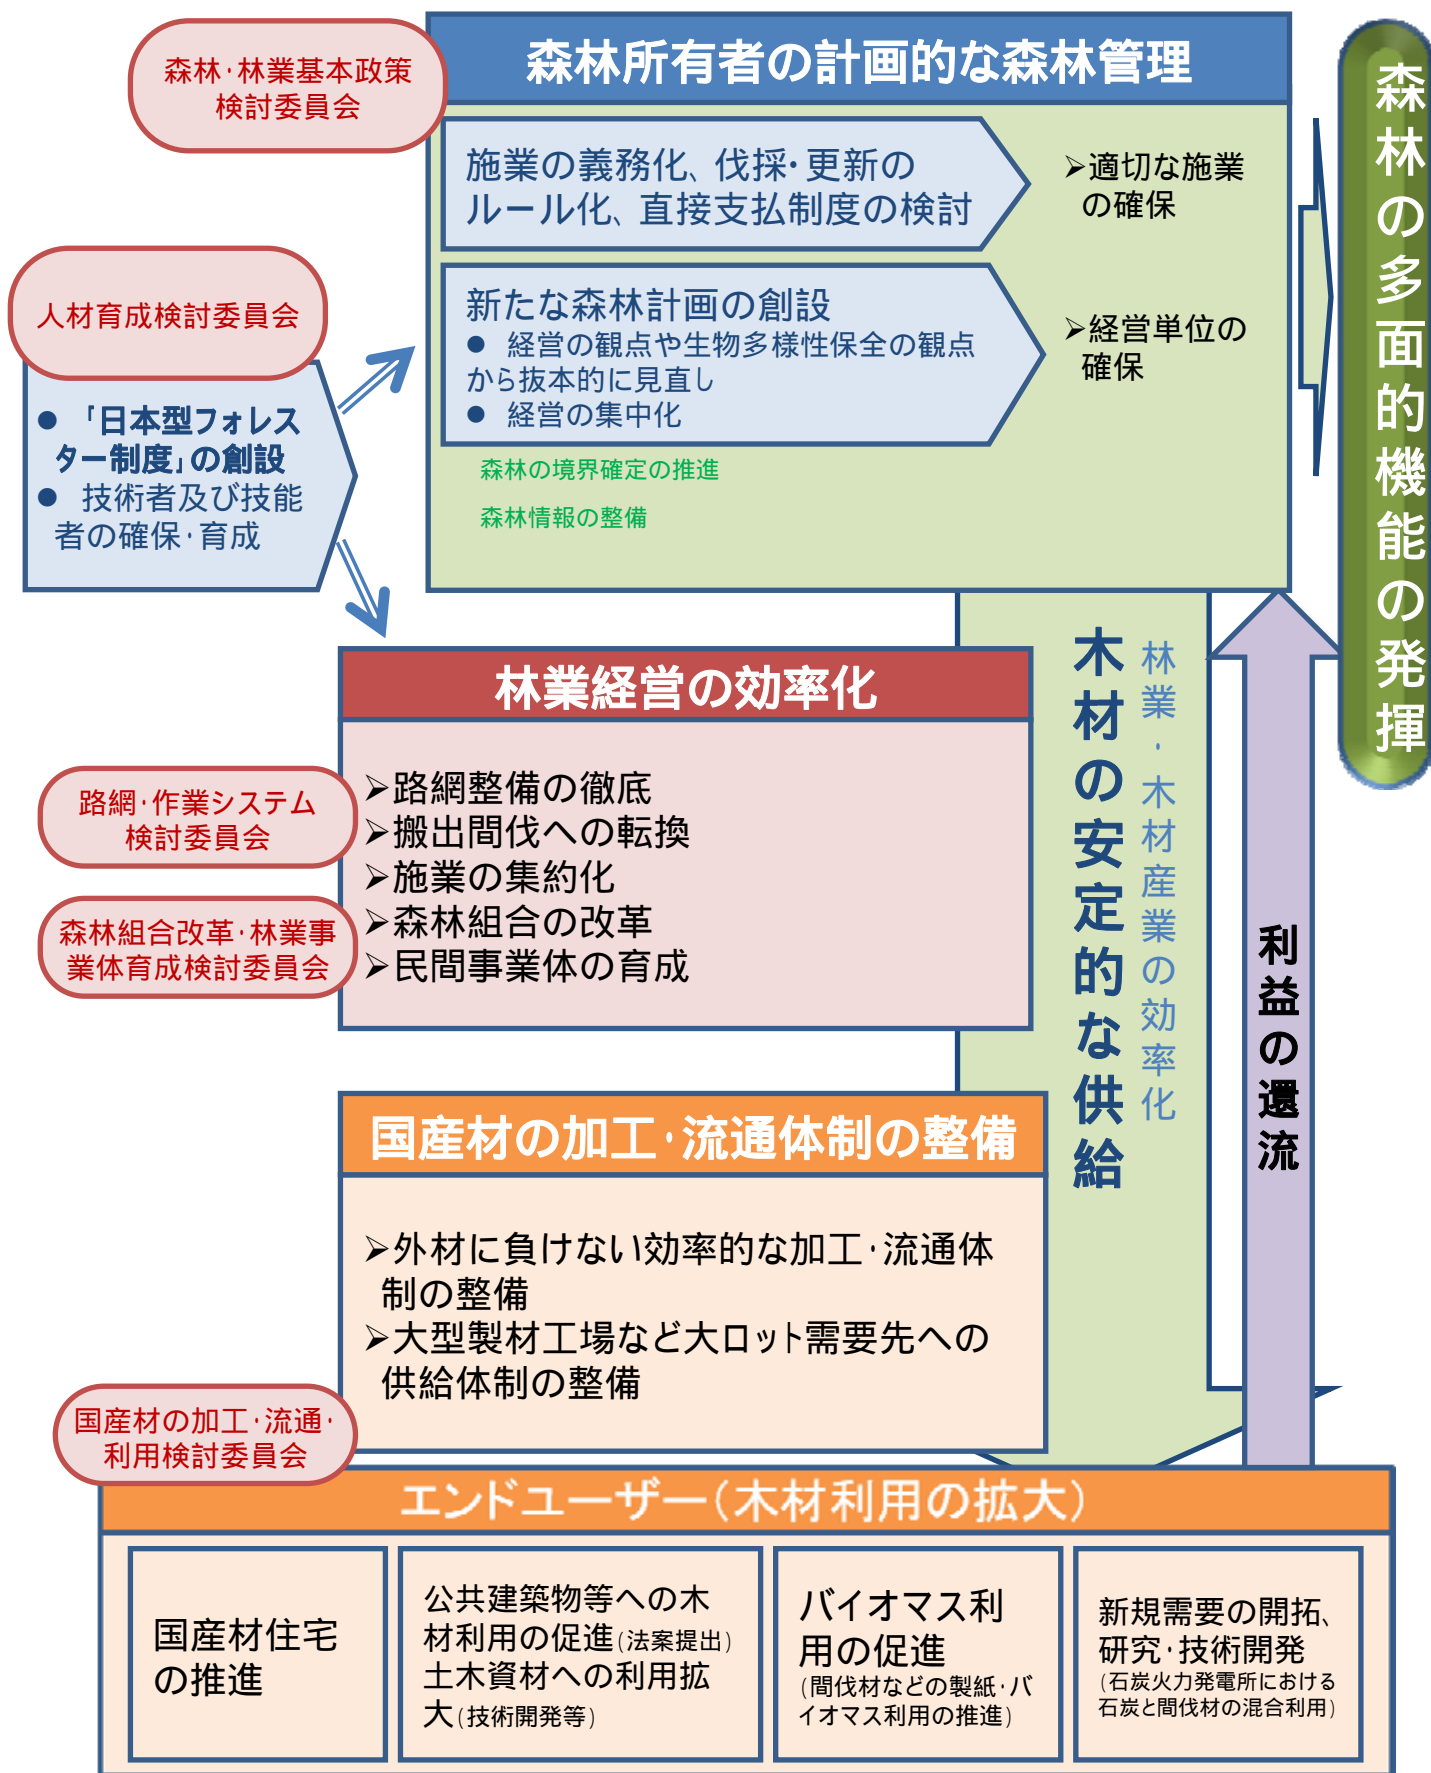 森林・林業基本政策
検討委員会
森林所有者の計画的な森林管理
施業の義務化、伐採・更新の
ルール化、直接支払制度の検討
➢適切な施業
の確保
新たな森林計画の創設
● 経営の観点や生物多様性保全の観点
から抜本的に見直し
● 経営の集中化
➢経営単位の
確保
森林の境界確定の推進
森林情報の整備
人材育成検討委員会
● 「日本型フォレス
ター制度」の創設
● 技術者及び技能
者の確保・育成
森林の多面的機能の発揮
林業経営の効率化
路網・作業システム
検討委員会
森林組合改革・林業事
業体育成検討委員会
➢路網整備の徹底
➢搬出間伐への転換
➢施業の集約化
➢森林組合の改革
➢民間事業体の育成
木材の安定的な供給
林業・木材産業の効率化
利益の還流
国産材の加工・流通体制の整備
➢外材に負けない効率的な加工・流通体
制の整備
➢大型製材工場など大ロット需要先への
供給体制の整備
国産材の加工・流通・
利用検討委員会
エンドユーザー（木材利用の拡大）
国産材住宅
の推進
公共建築物等への木
材利用の促進(法案提出)
土木資材への利用拡
大(技術開発等)
バイオマス利
用の促進
(間伐材などの製紙・バ
イオマス利用の推進)
新規需要の開拓、
研究・技術開発
(石炭火力発電所における
石炭と間伐材の混合利用)